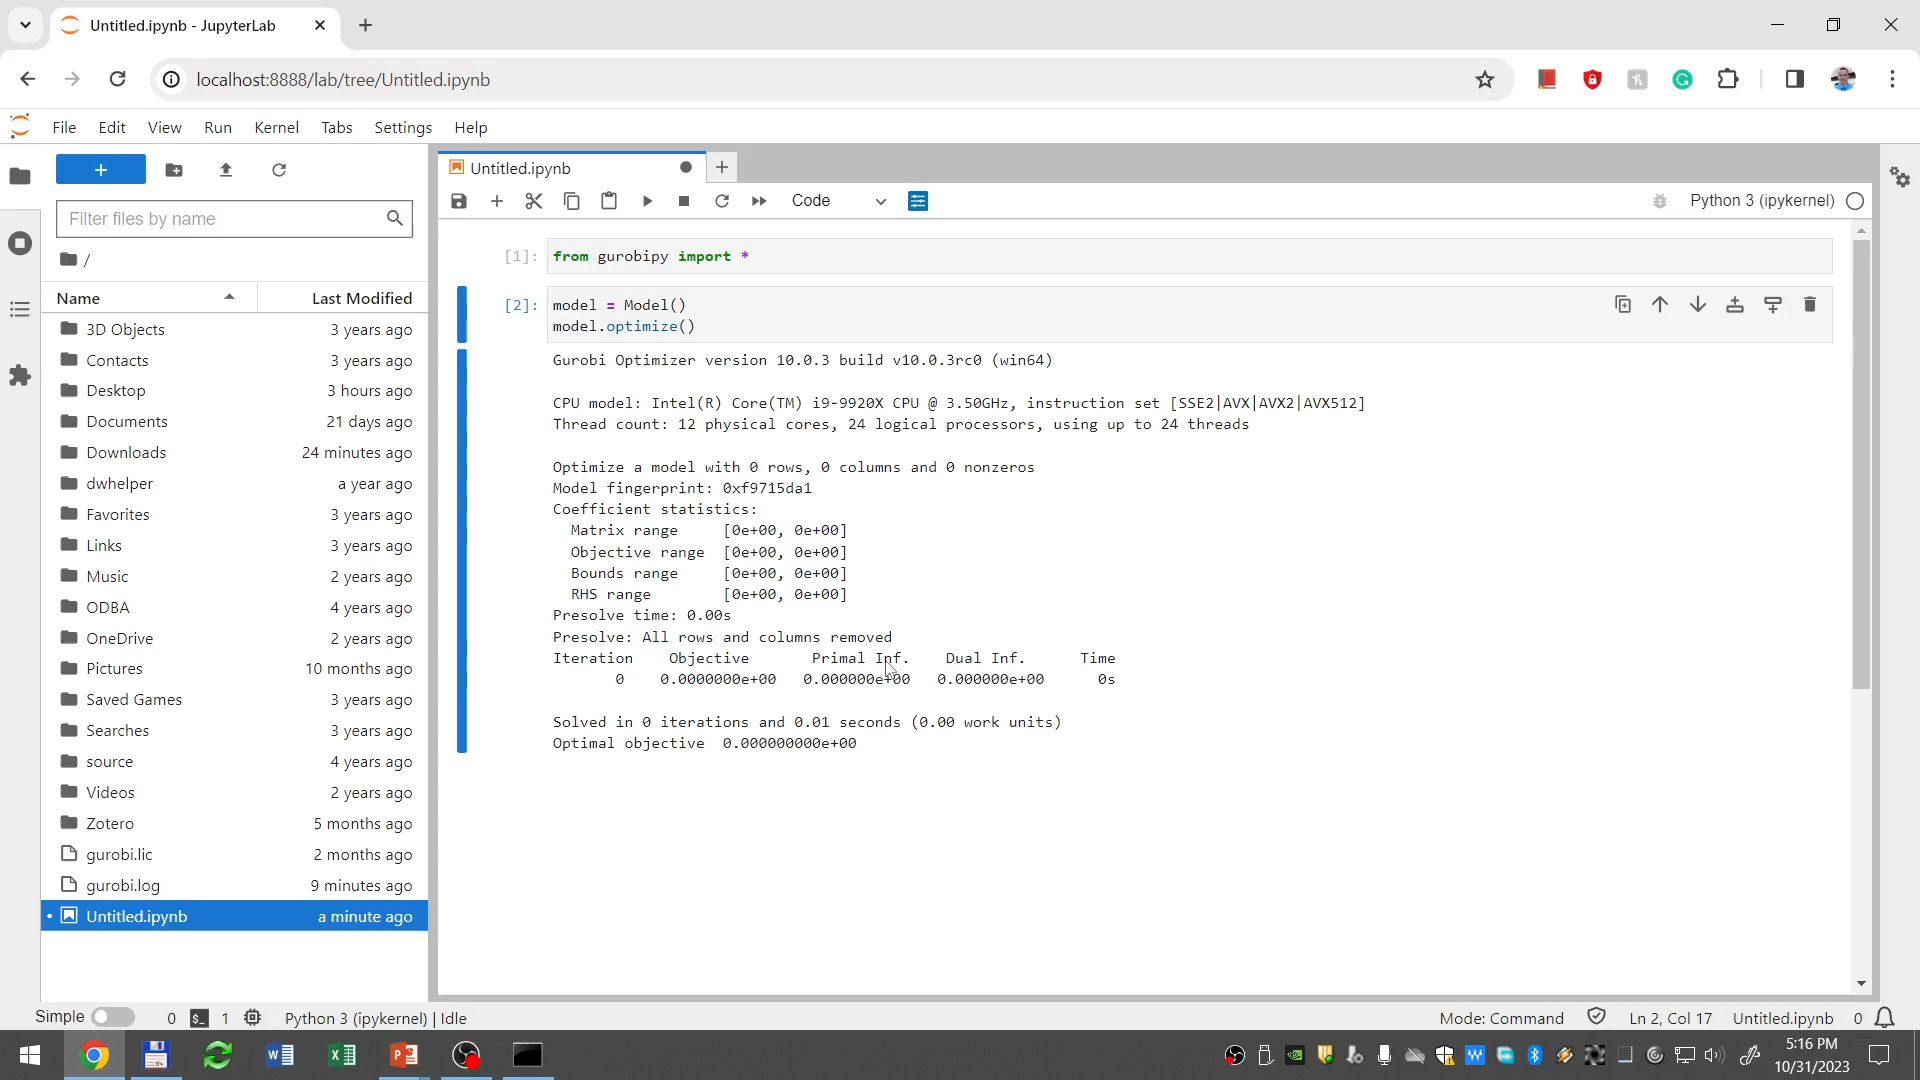 Untitled.ipynb - JupyterLab
localhost:8888/lab/tree/Untitled.ipynb
File Edit View Run Kernel Tabs Settings Help
Filter files by name
/
Name Last Modified
3D Objects 3 years ago
Contacts 3 years ago
Desktop 3 hours ago
Documents 21 days ago
Downloads 24 minutes ago
dwhelper a year ago
Favorites 3 years ago
Links 3 years ago
Music 2 years ago
ODBA 4 years ago
OneDrive 2 years ago
Pictures 10 months ago
Saved Games 3 years ago
Searches 3 years ago
source 4 years ago
Videos 2 years ago
Zotero 5 months ago
gurobi.lic 2 months ago
gurobi.log 9 minutes ago
Untitled.ipynb a minute ago
Untitled.ipynb
Code Python 3 (ipykernel)
[1]: from gurobipy import *
[2]: model = Model()
model.optimize()
Gurobi Optimizer version 10.0.3 build v10.0.3rc0 (win64)
CPU model: Intel(R) Core(TM) i9-9920X CPU @ 3.50GHz, instruction set [SSE2|AVX|AVX2|AVX512]
Thread count: 12 physical cores, 24 logical processors, using up to 24 threads
Optimize a model with 0 rows, 0 columns and 0 nonzeros
Model fingerprint: 0xf9715da1
Coefficient statistics:
Matrix range [0e+00, 0e+00]
Objective range [0e+00, 0e+00]
Bounds range [0e+00, 0e+00]
RHS range [0e+00, 0e+00]
Presolve time: 0.00s
Presolve: All rows and columns removed
Iteration Objective Primal Inf. Dual Inf. Time
0 0.0000000e+00 0.000000e+00 0.000000e+00 0s
Solved in 0 iterations and 0.01 seconds (0.00 work units)
Optimal objective 0.000000000e+00
Simple 0 1 Python 3 (ipykernel) | Idle Mode: Command Ln 2, Col 17 Untitled.ipynb 0
5:16 PM
10/31/2023